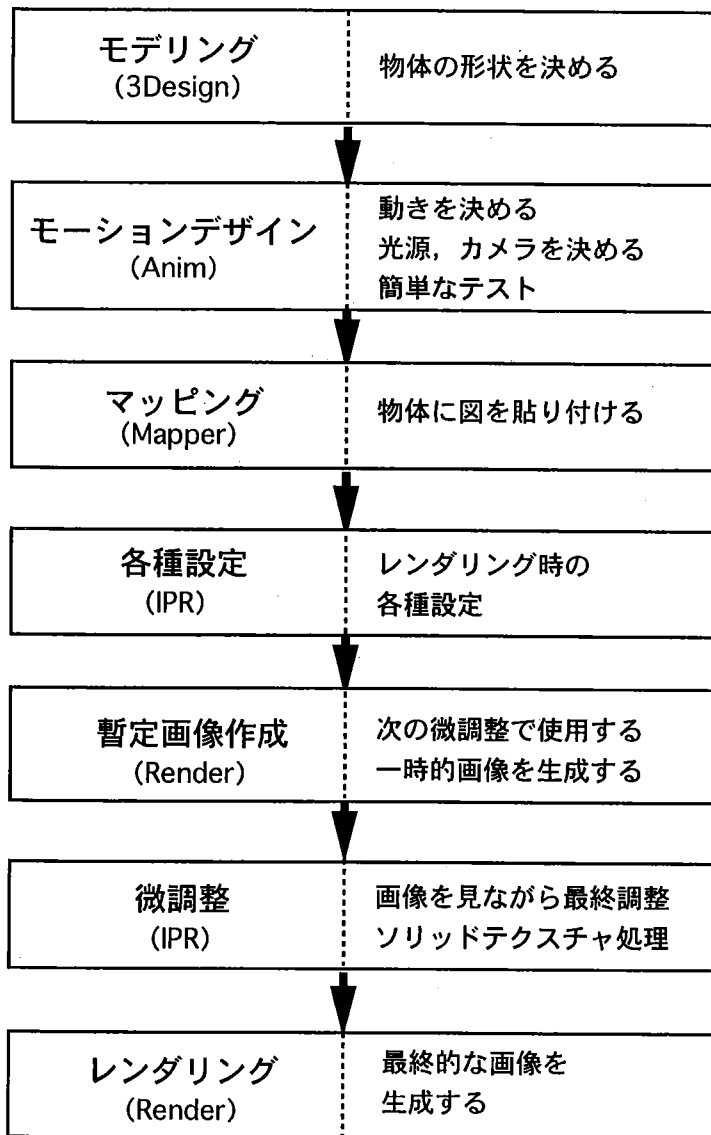 モデリング
(3Design)
物体の形状を決める
モーションデザイン
(Anim)
動きを決める
光源，カメラを決める
簡単なテスト
マッピング
(Mapper)
物体に図を貼り付ける
各種設定
(IPR)
レンダリング時の
各種設定
暫定画像作成
(Render)
次の微調整で使用する
一時的画像を生成する
微調整
(IPR)
画像を見ながら最終調整
ソリッドテクスチャ処理
レンダリング
(Render)
最終的な画像を
生成する